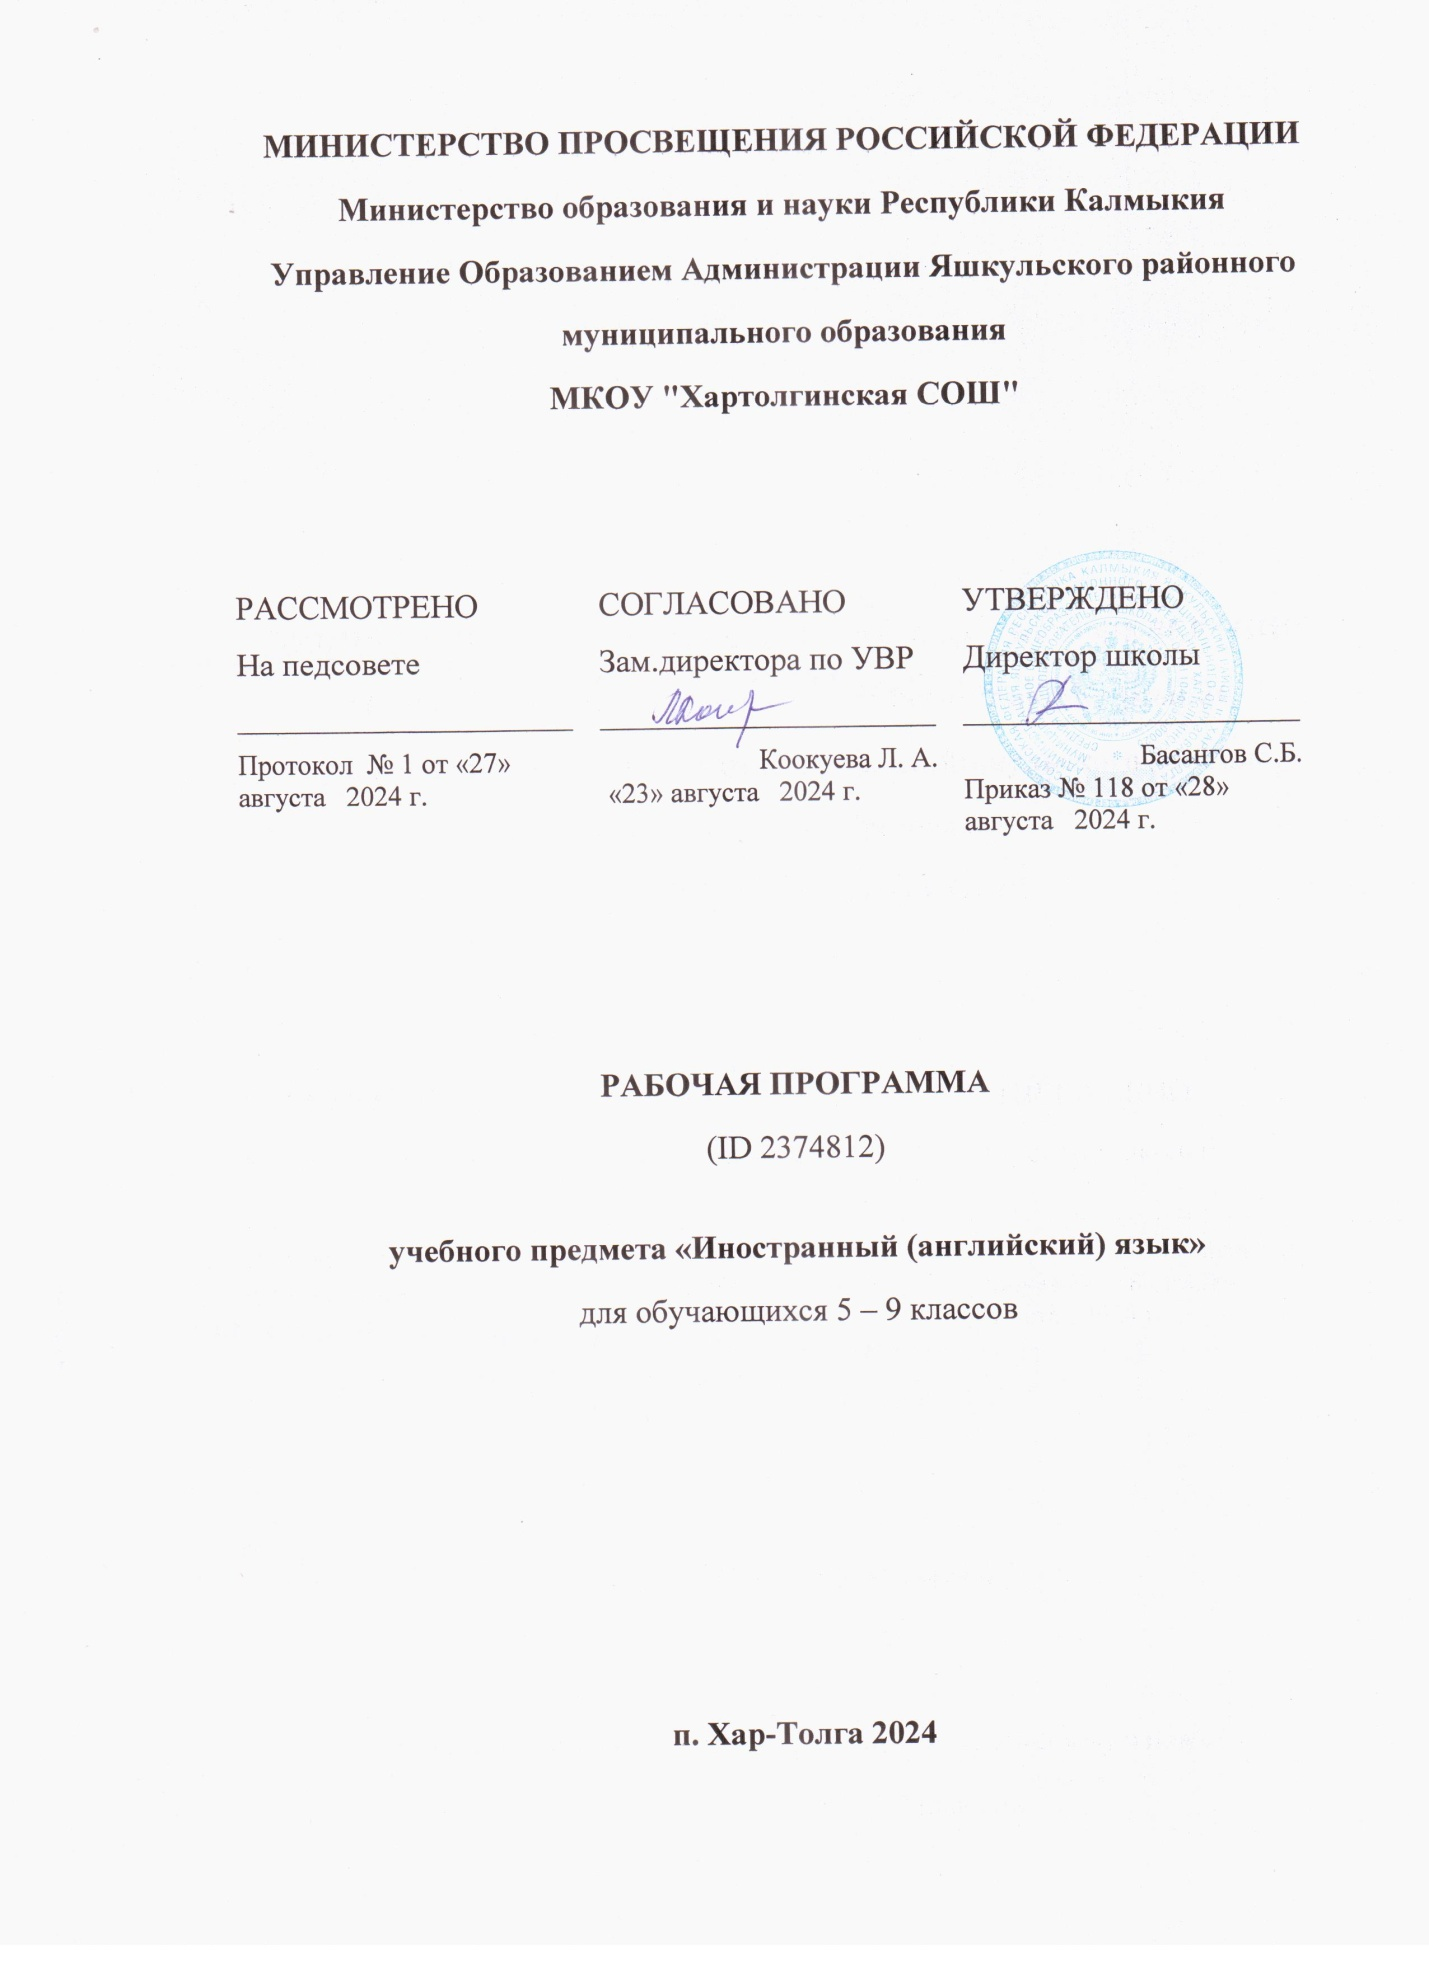 МИНИСТЕРСТВО ПРОСВЕЩЕНИЯ РОССИЙСКОЙ ФЕДЕРАЦИИ
Министерство образования и науки Республики Калмыкия
Управление Образованием Администрации Яшкульского районного
муниципального образования
МКОУ "Хартолгинская СОШ"
РАССМОТРЕНО
На педсовете
Протокол № 1 от «27»
августа 2024 г.
СОГЛАСОВАНО
Зам.директора по УВР
Коокуева Л. А.
«23» августа 2024 г.
УТВЕРЖДЕНО
Директор школы
Басангов С.Б.
Приказ № 118 от «28»
августа 2024 г.
РАБОЧАЯ ПРОГРАММА
(ID 2374812)
учебного предмета «Иностранный (английский) язык»
для обучающихся 5 – 9 классов
п. Хар-Толга 2024